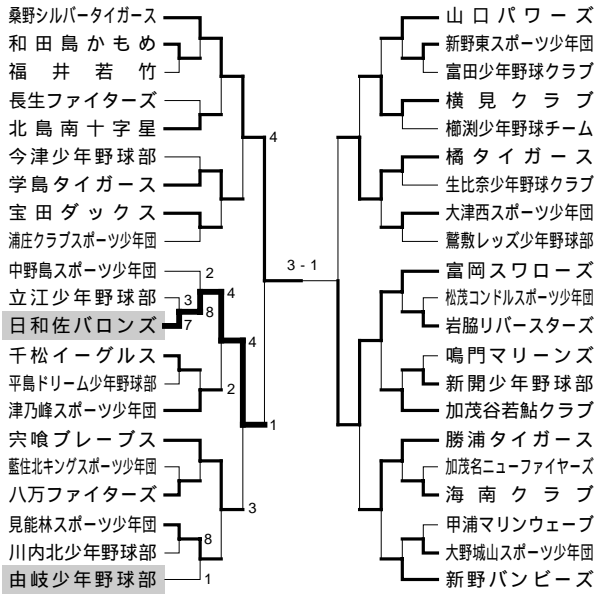 桑野シルバータイガース
和田島かもめ
福井若竹
長生ファイターズ
北島南十字星
今津少年野球部
学島タイガース
宝田ダックス
浦庄クラブスポーツ少年団
中野島スポーツ少年団
立江少年野球部
日和佐バロンズ
千松イーグルス
平島ドリーム少年野球部
津乃峰スポーツ少年団
宍喰ブレーブス
藍住北キングスポーツ少年団
八万ファイターズ
見能林スポーツ少年団
川内北少年野球部
由岐少年野球部
4
2
3
7
8
4
4
2
1
3
8
1
3 - 1
山口パワーズ
新野東スポーツ少年団
富田少年野球クラブ
横見クラブ
櫛渕少年野球チーム
橘タイガース
生比奈少年野球クラブ
大津西スポーツ少年団
鷲敷レッズ少年野球部
富岡スワローズ
松茂コンドルスポーツ少年団
岩脇リバースターズ
鳴門マリーンズ
新開少年野球部
加茂谷若鮎クラブ
勝浦タイガース
加茂名ニューファイヤーズ
海南クラブ
甲浦マリンウェーブ
大野城山スポーツ少年団
新野バンビーズ